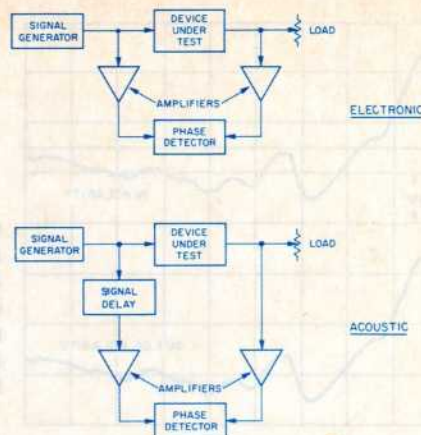 SIGNAL
GENERATOR
DEVICE
UNDER
TEST
LOAD
AMPLIFIERS
ELECTRONIC
PHASE
DETECTOR
SIGNAL
GENERATOR
DEVICE
UNDER
TEST
LOAD
SIGNAL
DELAY
ACOUSTIC
AMPLIFIERS
PHASE
DETECTOR